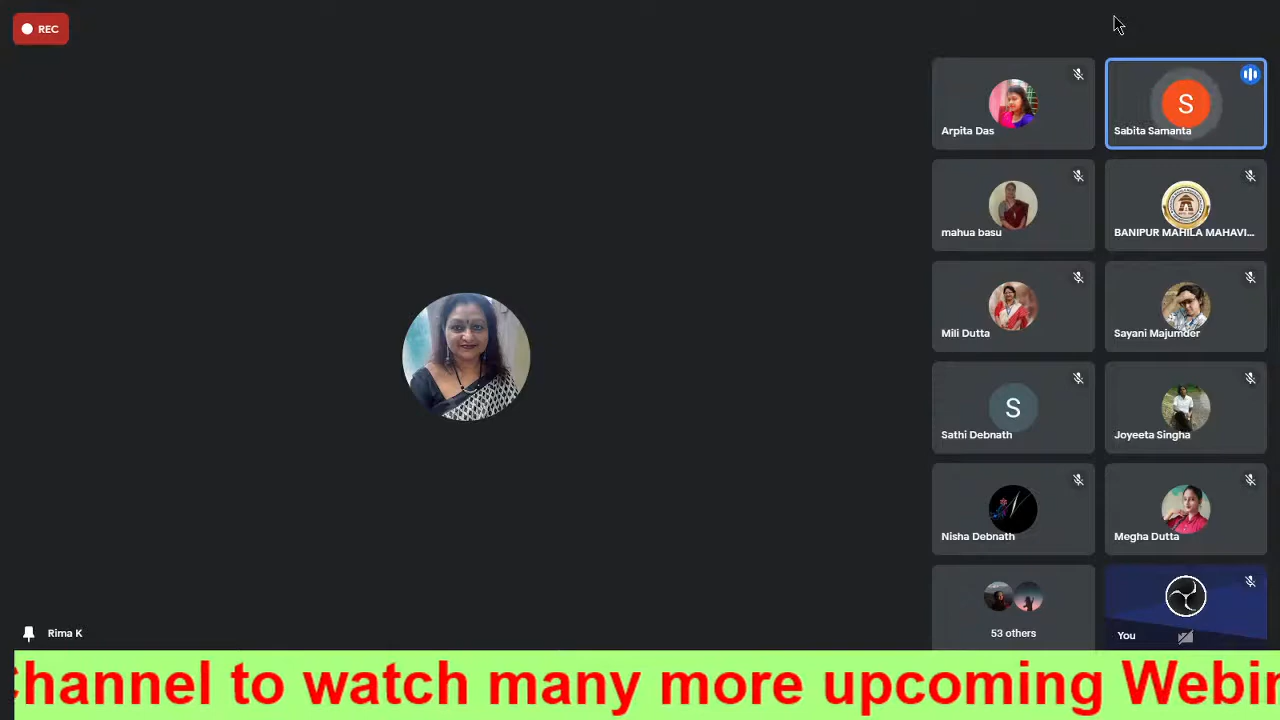 REC
Arpita Das
S
Sabita Samanta
mahua basu
BANIPUR MAHILA MAHAVI...
Mili Dutta
Sayani Majumder
S
Sathi Debnath
Joyeeta Singha
Nisha Debnath
Megha Dutta
53 others
You
Rima K
Channel to watch many more upcoming Webin